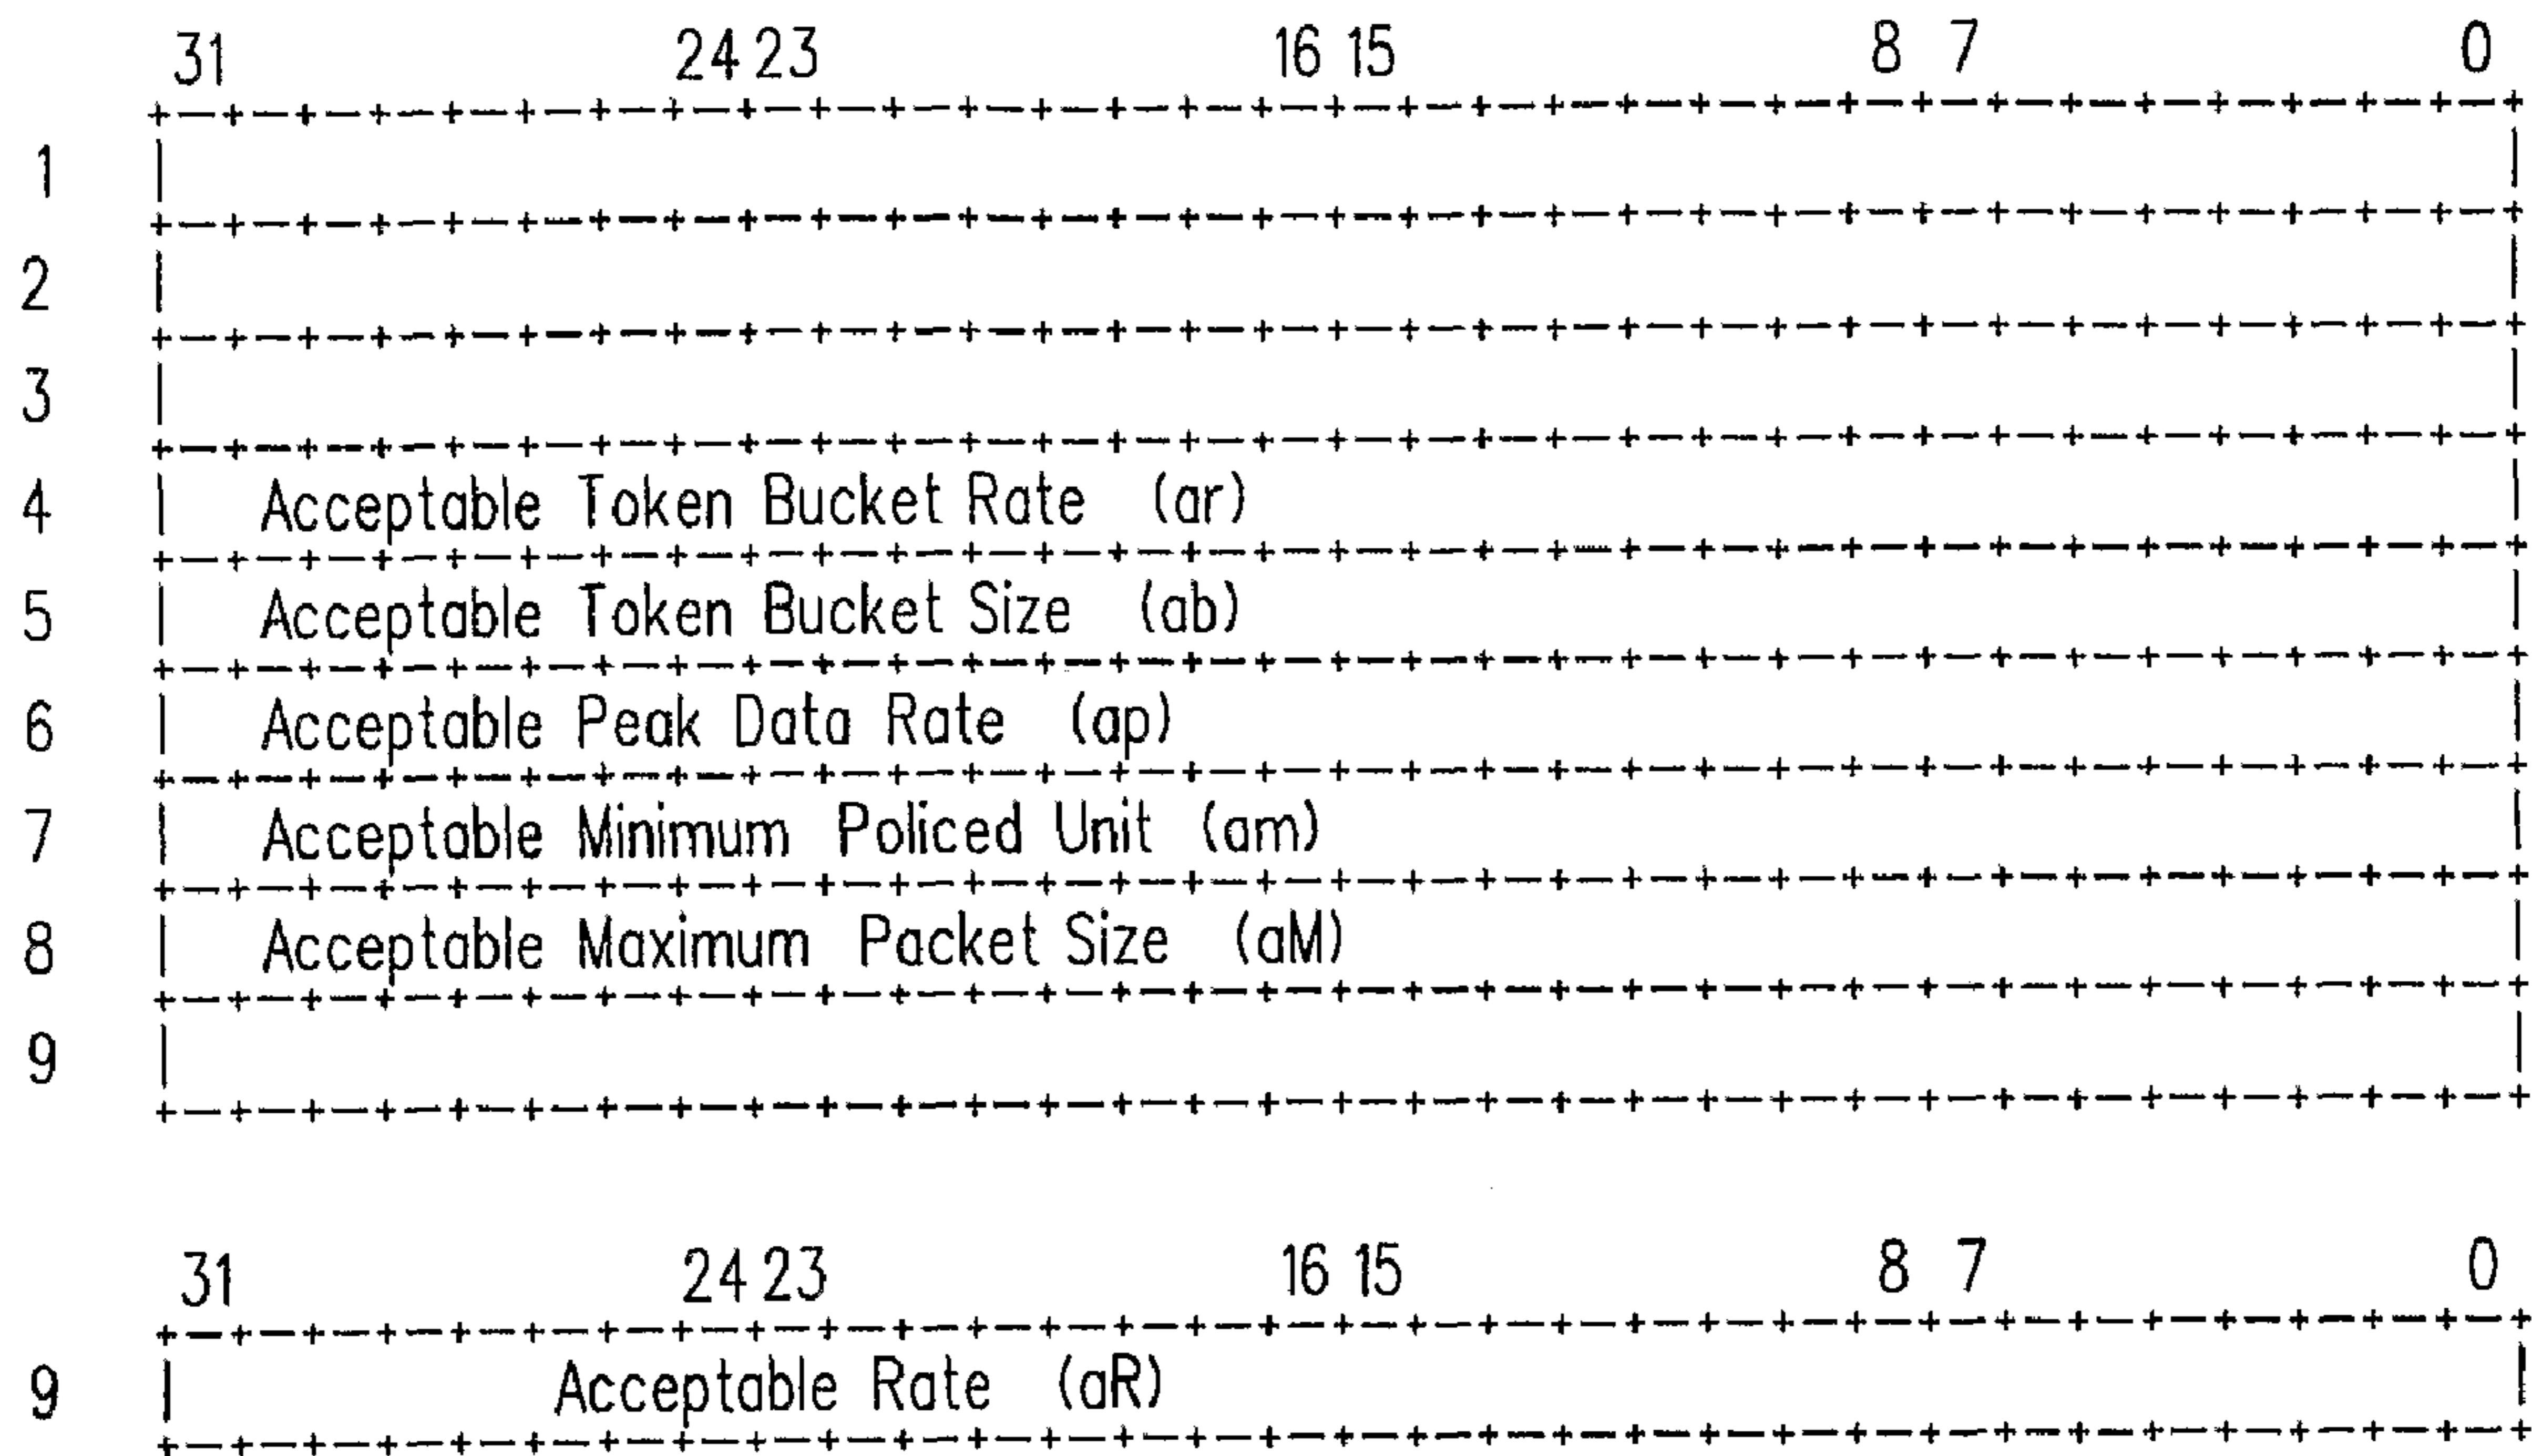 31 24 23 16 15 8 7 0
+—+—+—+—+—+—+—+—+—+—+—+—+—+—+—+—+—+—+—+—+—+—+—+—+—+—+—+—+—+—+—+—+—+
1 | |
+—+—+—+—+—+—+—+—+—+—+—+—+—+—+—+—+—+—+—+—+—+—+—+—+—+—+—+—+—+—+—+—+—+
2 | |
+—+—+—+—+—+—+—+—+—+—+—+—+—+—+—+—+—+—+—+—+—+—+—+—+—+—+—+—+—+—+—+—+—+
3 | |
+—+—+—+—+—+—+—+—+—+—+—+—+—+—+—+—+—+—+—+—+—+—+—+—+—+—+—+—+—+—+—+—+—+
4 | Acceptable Token Bucket Rate (ar) |
+—+—+—+—+—+—+—+—+—+—+—+—+—+—+—+—+—+—+—+—+—+—+—+—+—+—+—+—+—+—+—+—+—+
5 | Acceptable Token Bucket Size (ab) |
+—+—+—+—+—+—+—+—+—+—+—+—+—+—+—+—+—+—+—+—+—+—+—+—+—+—+—+—+—+—+—+—+—+
6 | Acceptable Peak Data Rate (ap) |
+—+—+—+—+—+—+—+—+—+—+—+—+—+—+—+—+—+—+—+—+—+—+—+—+—+—+—+—+—+—+—+—+—+
7 | Acceptable Minimum Policed Unit (am) |
+—+—+—+—+—+—+—+—+—+—+—+—+—+—+—+—+—+—+—+—+—+—+—+—+—+—+—+—+—+—+—+—+—+
8 | Acceptable Maximum Packet Size (aM) |
+—+—+—+—+—+—+—+—+—+—+—+—+—+—+—+—+—+—+—+—+—+—+—+—+—+—+—+—+—+—+—+—+—+
9 | |
+—+—+—+—+—+—+—+—+—+—+—+—+—+—+—+—+—+—+—+—+—+—+—+—+—+—+—+—+—+—+—+—+—+
31 24 23 16 15 8 7 0
+—+—+—+—+—+—+—+—+—+—+—+—+—+—+—+—+—+—+—+—+—+—+—+—+—+—+—+—+—+—+—+—+—+
9 | Acceptable Rate (aR) |
+—+—+—+—+—+—+—+—+—+—+—+—+—+—+—+—+—+—+—+—+—+—+—+—+—+—+—+—+—+—+—+—+—+